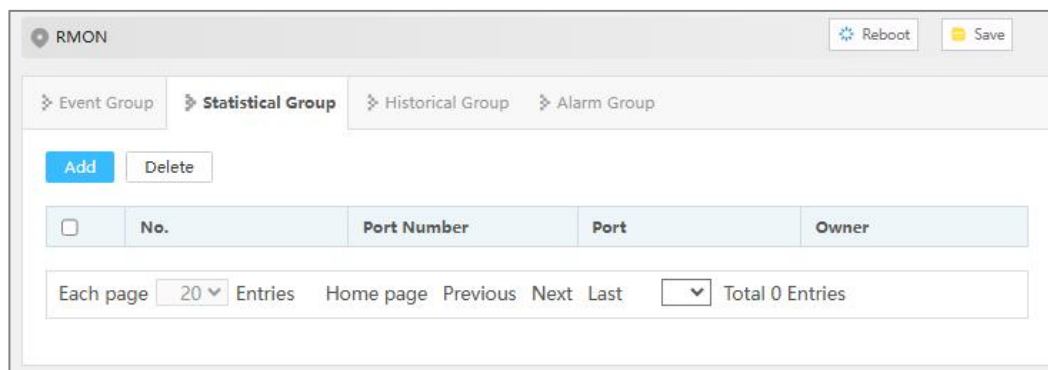 RMON Reboot Save
Event Group Statistical Group Historical Group Alarm Group
Add Delete
No. Port Number Port Owner
Each page 20 Entries Home page Previous Next Last Total 0 Entries